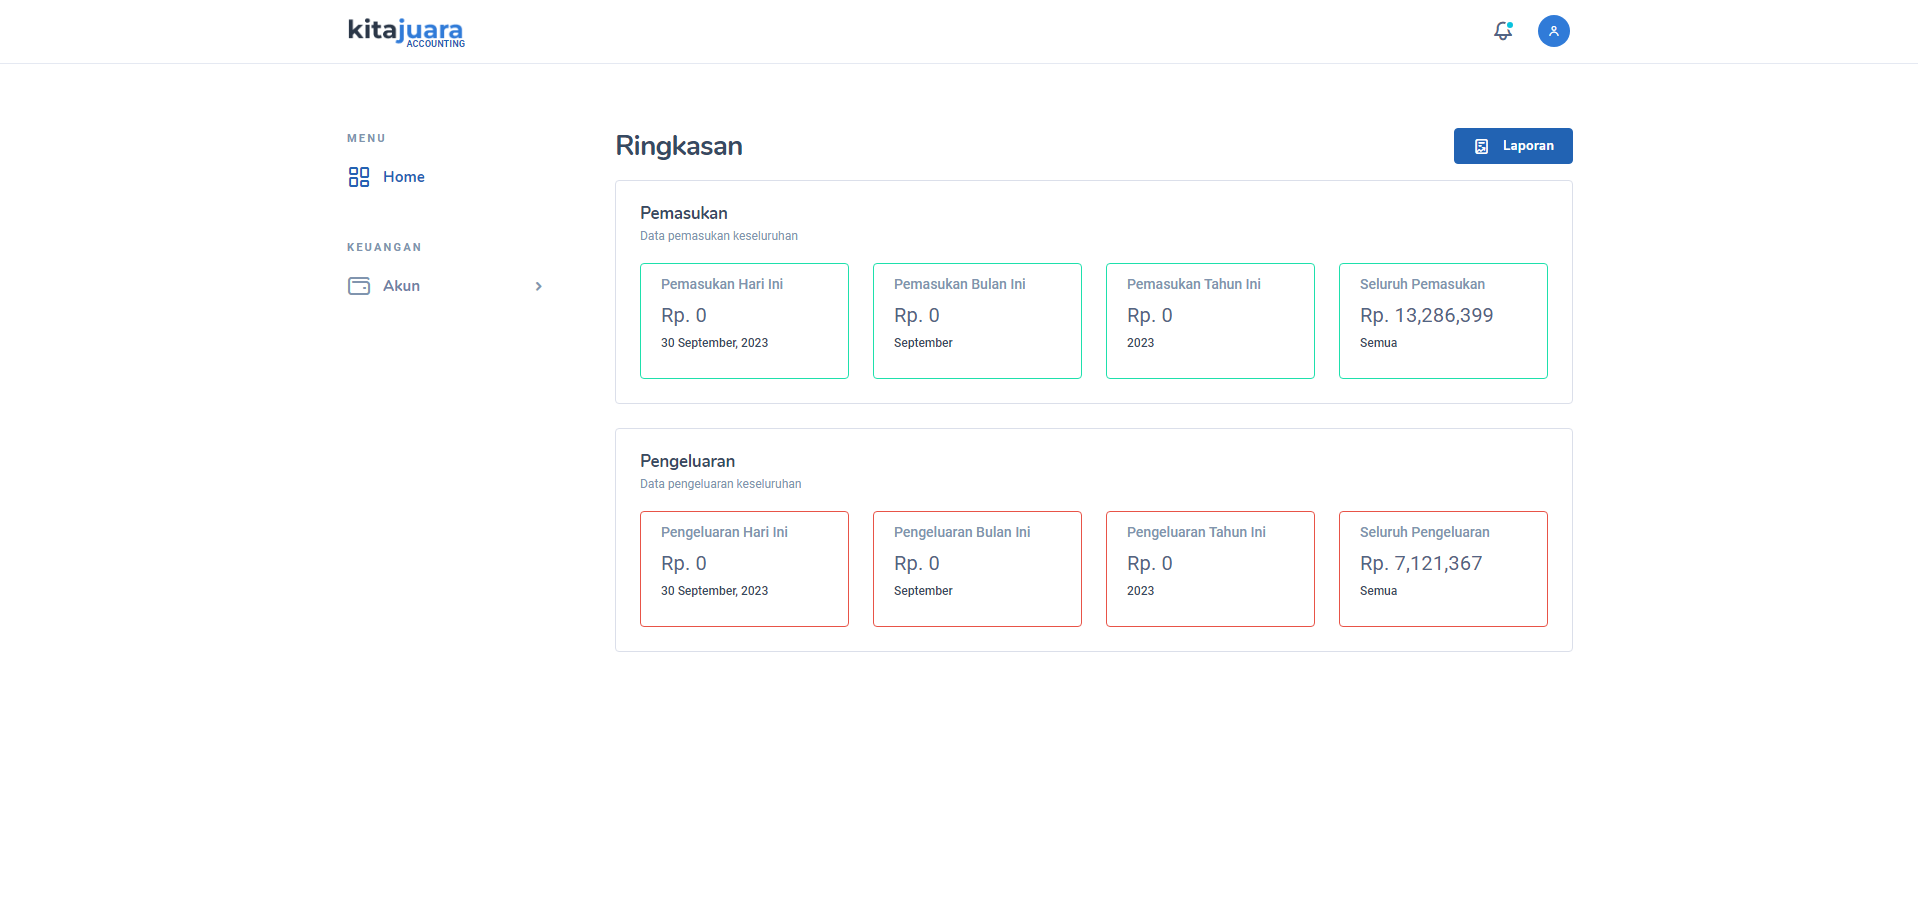 kitajuara
ACCOUNTING
MENU
Home
KEUANGAN
Akun
Ringkasan
Laporan
Pemasukan
Data pemasukan keseluruhan
Pemasukan Hari Ini
Rp. 0
30 September, 2023
Pemasukan Bulan Ini
Rp. 0
September
Pemasukan Tahun Ini
Rp. 0
2023
Seluruh Pemasukan
Rp. 13,286,399
Semua
Pengeluaran
Data pengeluaran keseluruhan
Pengeluaran Hari Ini
Rp. 0
30 September, 2023
Pengeluaran Bulan Ini
Rp. 0
September
Pengeluaran Tahun Ini
Rp. 0
2023
Seluruh Pengeluaran
Rp. 7,121,367
Semua